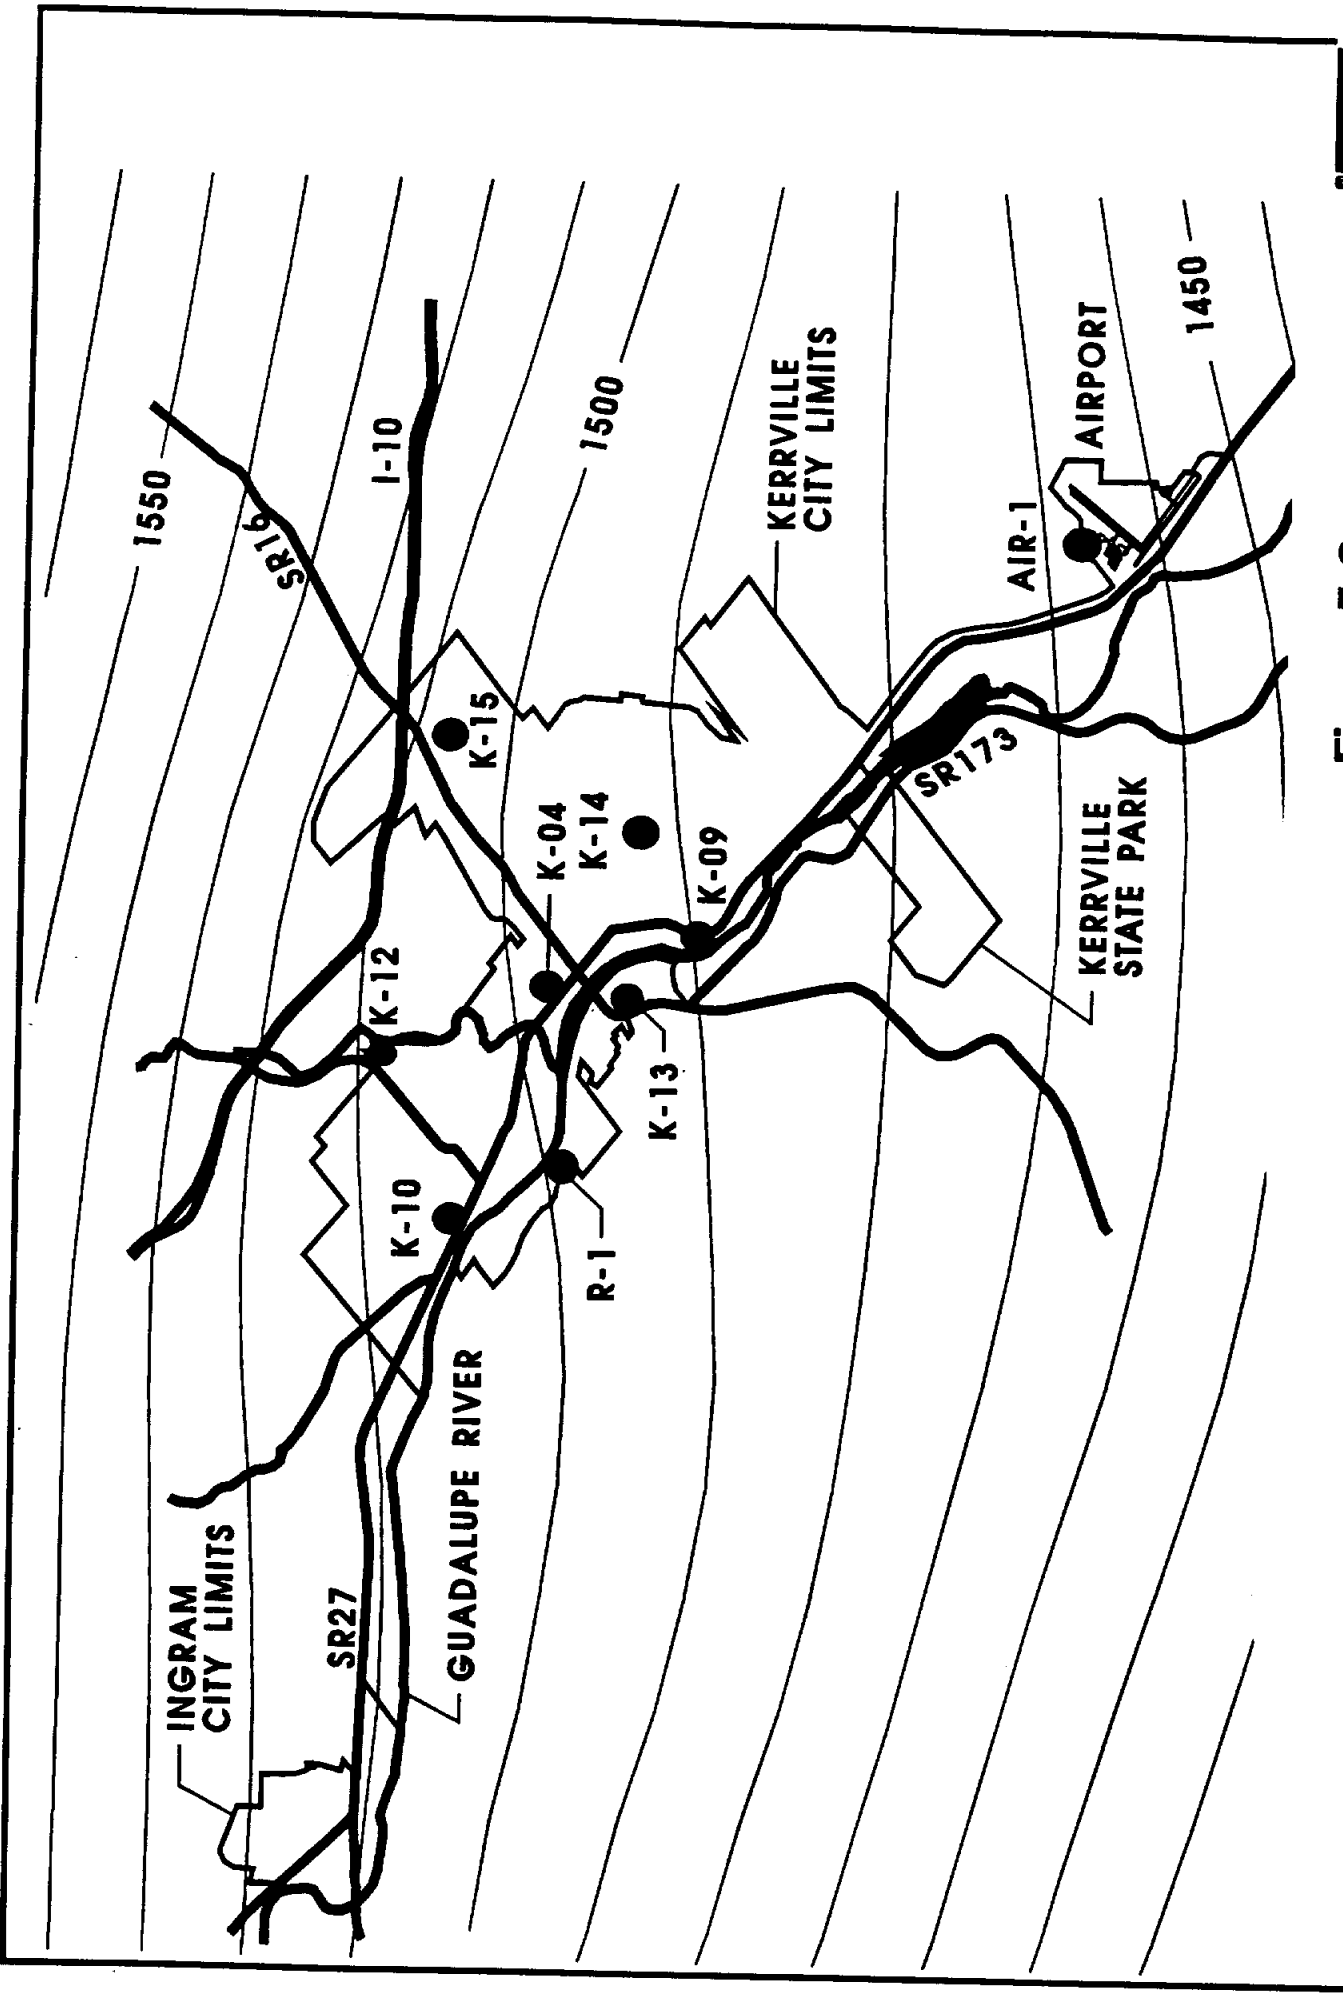 INGRAM
CITY LIMITS
SR27
GUADALUPE RIVER
K-10
R-1
K-12
K-13
K-04
K-14
K-09
K-15
SR16
1550
I-10
1500
KERRVILLE
CITY LIMITS
SR173
KERRVILLE
STATE PARK
AIR-1
AIRPORT
1450